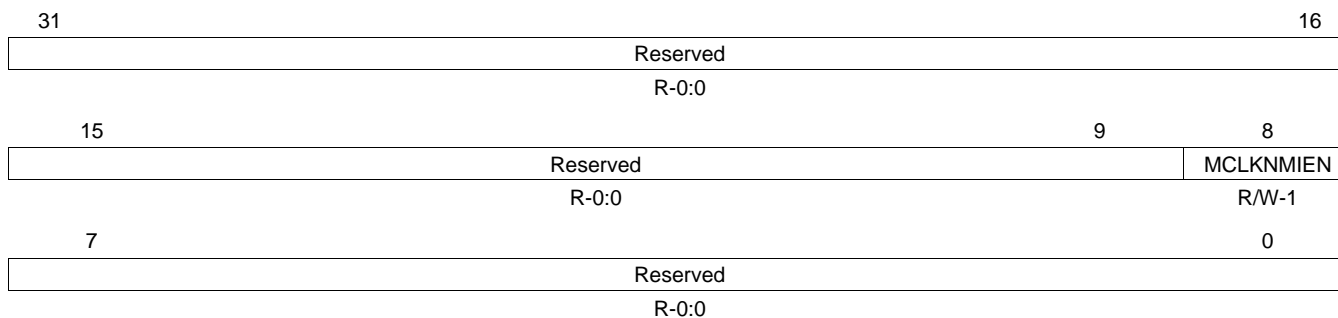 31 16
Reserved
R-0:0
15 9 8
Reserved MCLKNMIEN
R-0:0 R/W-1
7 0
Reserved
R-0:0